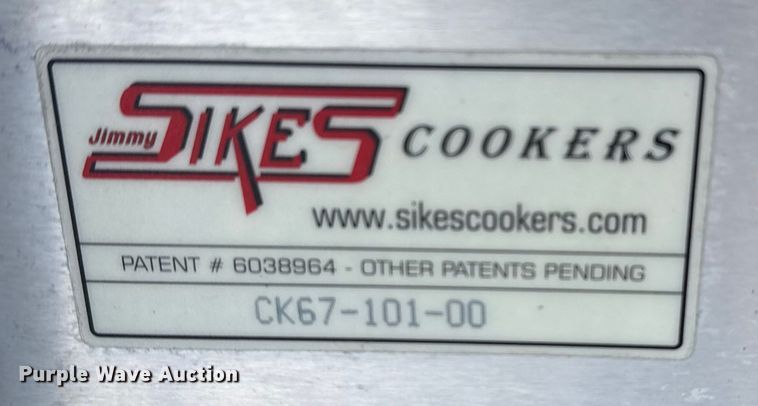 Jimmy SIKES COOKERS
www.sikescookers.com
PATENT # 6038964 - OTHER PATENTS PENDING
CK67-101-00
Purple Wave Auction